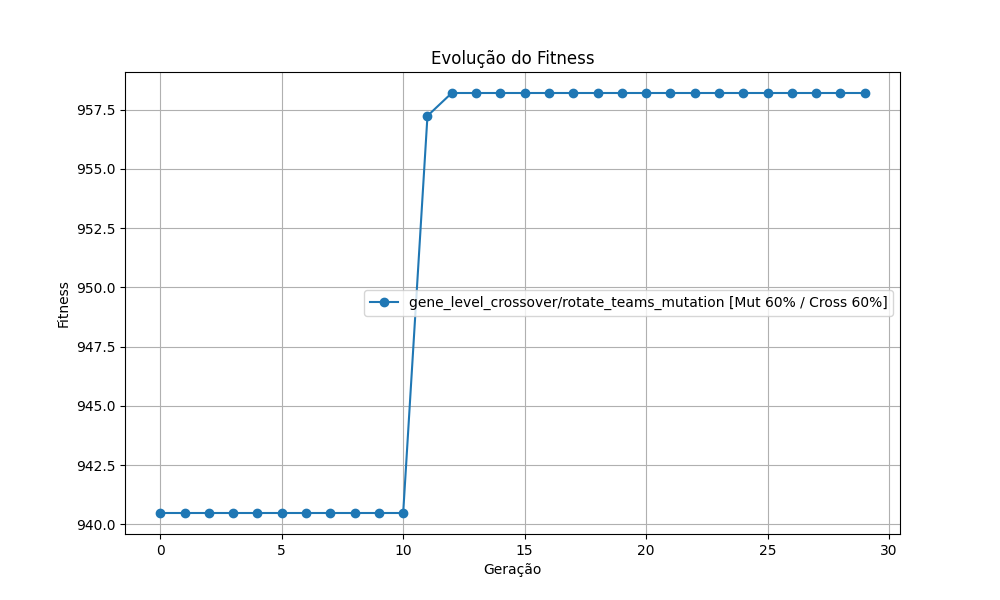 Evolução do Fitness
Fitness
957.5
955.0
952.5
950.0
947.5
945.0
942.5
940.0
gene_level_crossover/rotate_teams_mutation [Mut 60% / Cross 60%]
0 5 10 15 20 25 30
Geração